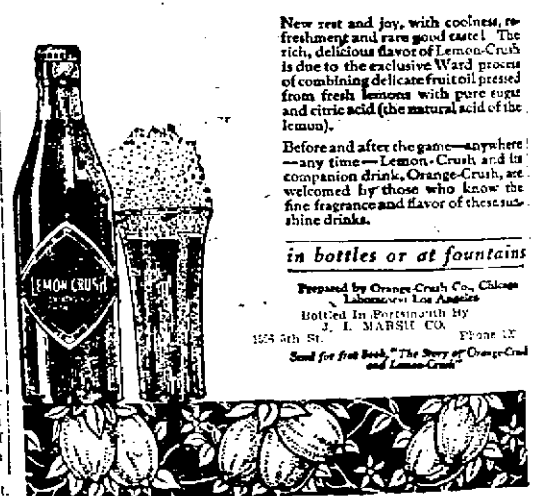 New rest and joy, with coolness, re-
freshment and rare good taste! The
rich, delicious flavor of Lemon-Crush
is due to the exclusive Ward process
of combining delicate fruit oil pressed
from fresh lemons with pure sugar
and citric acid (the natural acid of the
lemon).
Before and after the game—anywhere
—any time—Lemon-Crush and its
companion drink, Orange-Crush, are
welcomed by those who know the
fine fragrance and flavor of these sun-
shine drinks.
in bottles or at fountains
Prepared by Orange-Crush Co., Chicago
Laboratory: Los Angeles
Bottled In Portsmouth By
J. I. MARSH CO.
5th St. Phone
Send for free Book, "The Story of Orange-Crush
and Lemon-Crush"
LEMON CRUSH